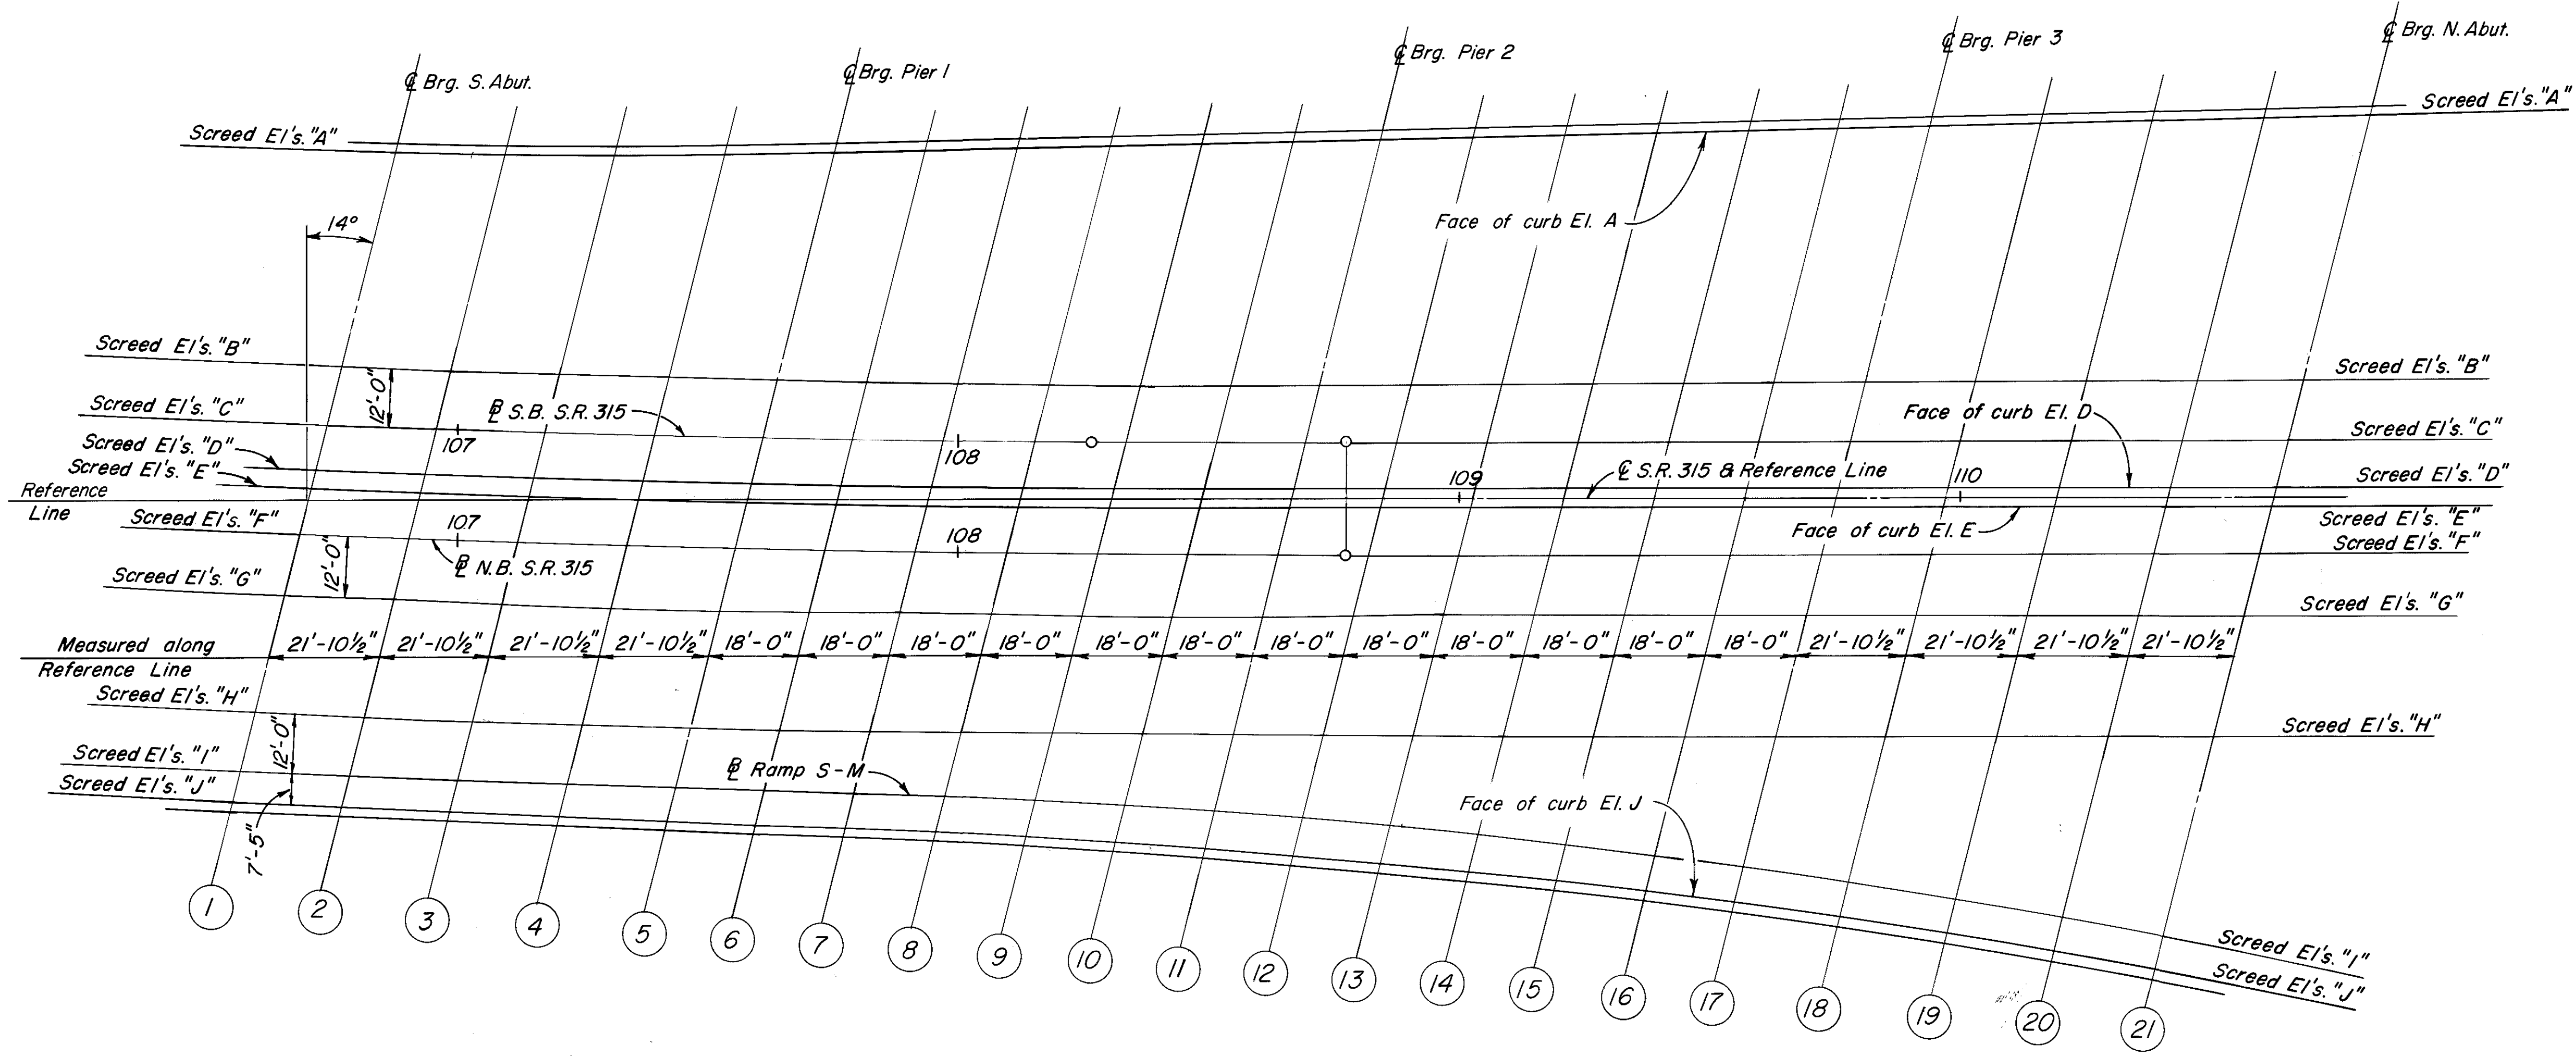 ℄ Brg. S. Abut.
℄ Brg. Pier 1
℄ Brg. Pier 2
℄ Brg. Pier 3
℄ Brg. N. Abut.
Screed El's. "A"
Screed El's. "A"
14°
Face of curb El. A
Screed El's. "B"
Screed El's. "B"
12'-0"
Screed El's. "C"
℄ S.B. S.R. 315
Face of curb El. D
Screed El's. "C"
107
108
Screed El's. "D"
Screed El's. "E"
℄ S.R. 315 & Reference Line
109
110
Screed El's. "D"
Reference
Line
Screed El's. "F"
107
108
Face of curb El. E
Screed El's. "E"
Screed El's. "F"
12'-0"
℄ N.B. S.R. 315
Screed El's. "G"
Screed El's. "G"
Measured along
Reference Line
21'-10½" 21'-10½" 21'-10½" 21'-10½" 18'-0" 18'-0" 18'-0" 18'-0" 18'-0" 18'-0" 18'-0" 18'-0" 18'-0" 18'-0" 18'-0" 18'-0" 21'-10½" 21'-10½" 21'-10½" 21'-10½"
Screed El's. "H"
Screed El's. "H"
12'-0"
Screed El's. "I"
℄ Ramp S-M
Screed El's. "J"
7'-5"
Face of curb El. J
Screed El's. "I"
Screed El's. "J"
1 2 3 4 5 6 7 8 9 10 11 12 13 14 15 16 17 18 19 20 21